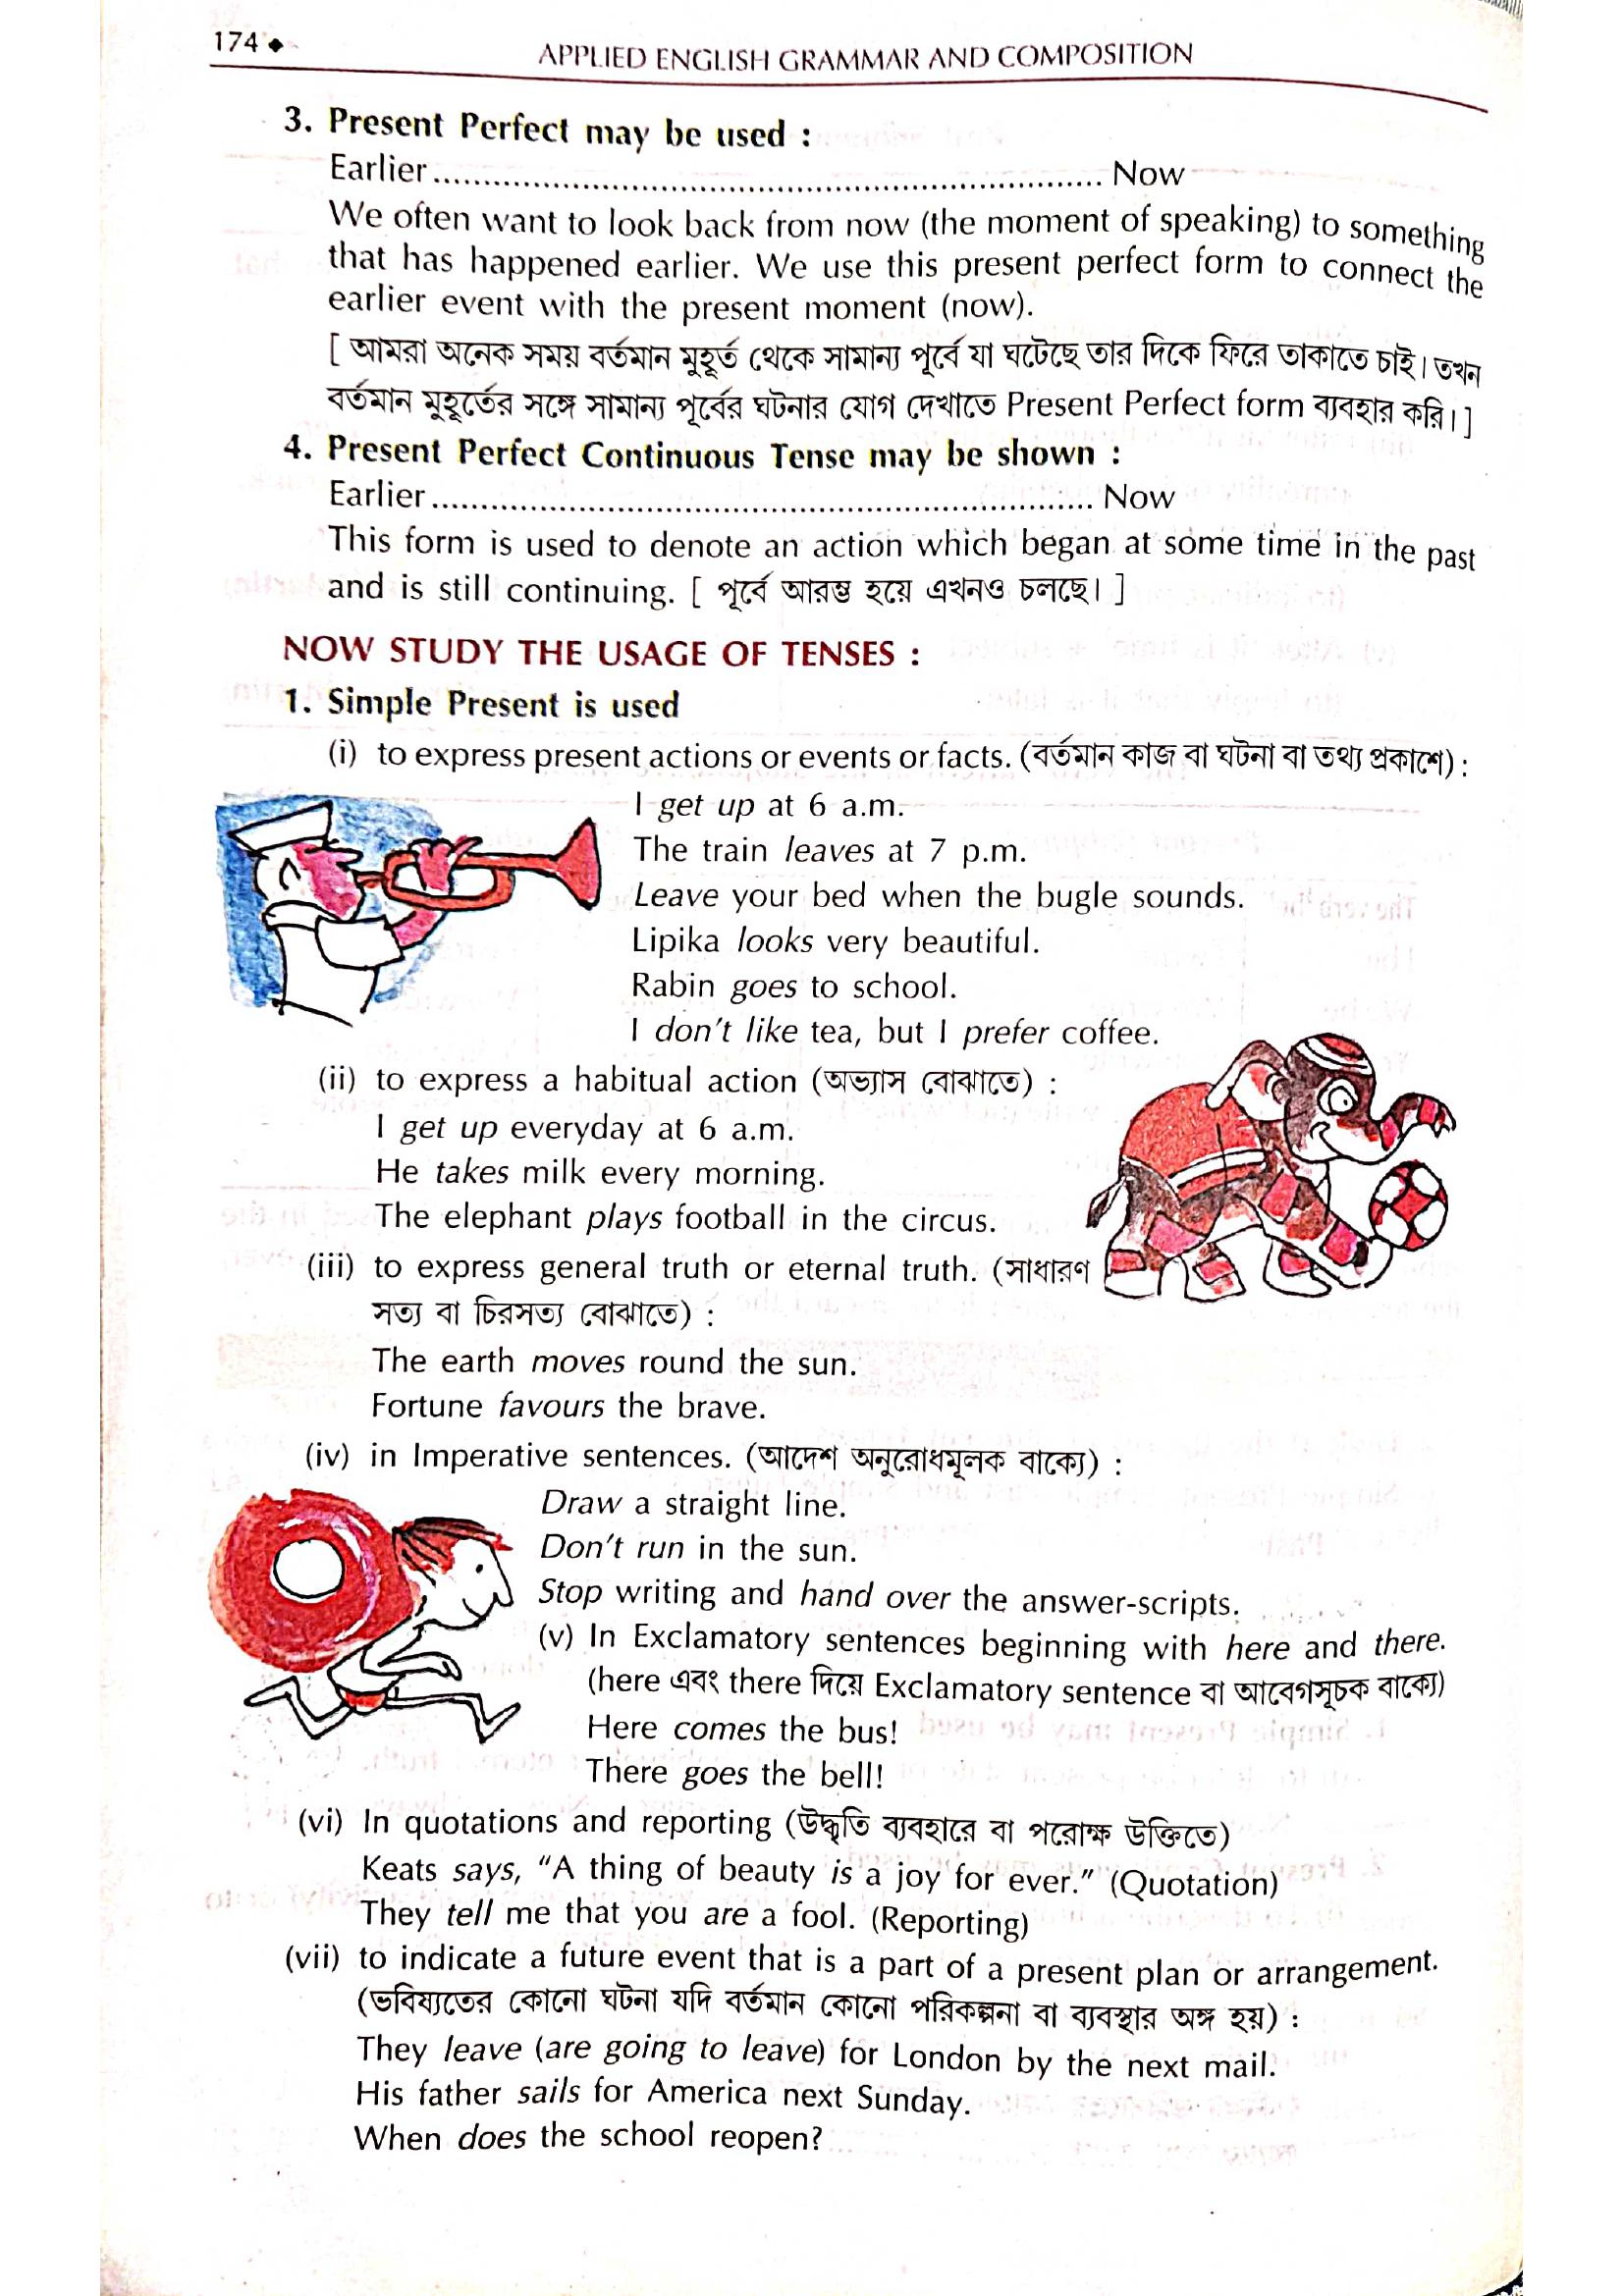 174 ◆
APPLIED ENGLISH GRAMMAR AND COMPOSITION
3. Present Perfect may be used :
Earlier........................................................................ Now
We often want to look back from now (the moment of speaking) to something
that has happened earlier. We use this present perfect form to connect the
earlier event with the present moment (now).
[ আমরা অনেক সময় বর্তমান মুহূর্ত থেকে সামান্য পূর্বে যা ঘটেছে তার দিকে ফিরে তাকাতে চাই। তখন
বর্তমান মুহূর্তের সঙ্গে সামান্য পূর্বের ঘটনার যোগ দেখাতে Present Perfect form ব্যবহার করি। ]
4. Present Perfect Continuous Tense may be shown :
Earlier........................................................................ Now
This form is used to denote an action which began at some time in the past
and is still continuing. [ পূর্বে আরম্ভ হয়ে এখনও চলছে। ]
NOW STUDY THE USAGE OF TENSES :
1. Simple Present is used
(i) to express present actions or events or facts. (বর্তমান কাজ বা ঘটনা বা তথ্য প্রকাশে) :
I get up at 6 a.m.
The train leaves at 7 p.m.
Leave your bed when the bugle sounds.
Lipika looks very beautiful.
Rabin goes to school.
I don't like tea, but I prefer coffee.
(ii) to express a habitual action (অভ্যাস বোঝাতে) :
I get up everyday at 6 a.m.
He takes milk every morning.
The elephant plays football in the circus.
(iii) to express general truth or eternal truth. (সাধারণ
সত্য বা চিরসত্য বোঝাতে) :
The earth moves round the sun.
Fortune favours the brave.
(iv) in Imperative sentences. (আদেশ অনুরোধমূলক বাক্যে) :
Draw a straight line.
Don't run in the sun.
Stop writing and hand over the answer-scripts.
(v) In Exclamatory sentences beginning with here and there.
(here এবং there দিয়ে Exclamatory sentence বা আবেগসূচক বাক্যে)
Here comes the bus!
There goes the bell!
(vi) In quotations and reporting (উদ্ধৃতি ব্যবহারে বা পরোক্ষ উক্তিতে)
Keats says, “A thing of beauty is a joy for ever.” (Quotation)
They tell me that you are a fool. (Reporting)
(vii) to indicate a future event that is a part of a present plan or arrangement.
(ভবিষ্যতের কোনো ঘটনা যদি বর্তমান কোনো পরিকল্পনা বা ব্যবস্থার অঙ্গ হয়) :
They leave (are going to leave) for London by the next mail.
His father sails for America next Sunday.
When does the school reopen?